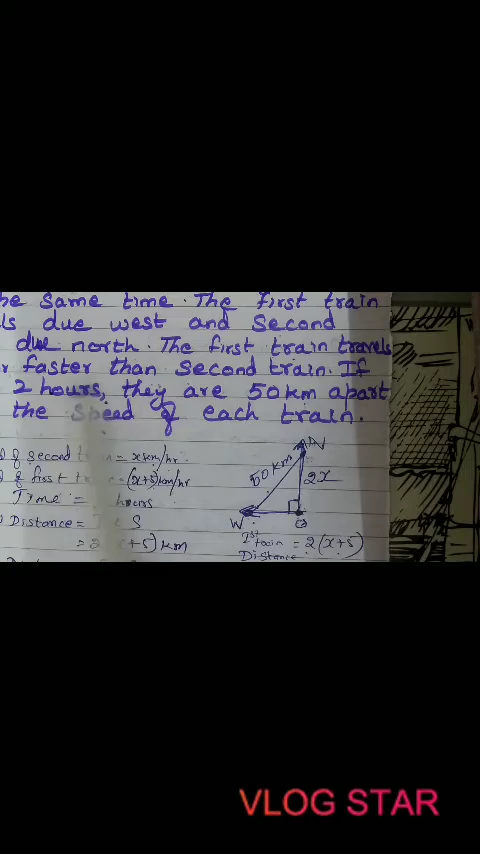 he same time. The first train
ls due west and second
due north. The first train travels
r faster than second train. If
2 hours, they are 50 km apart
the speed of each train.
d of second t n = x km/hr.
d of first t = (x+5) km/hr
Time = hours
Distance = S
= 2 (x+5) km
N
50 km
2x
W
O
1st train = 2(x+5)
Distance
VLOG STAR